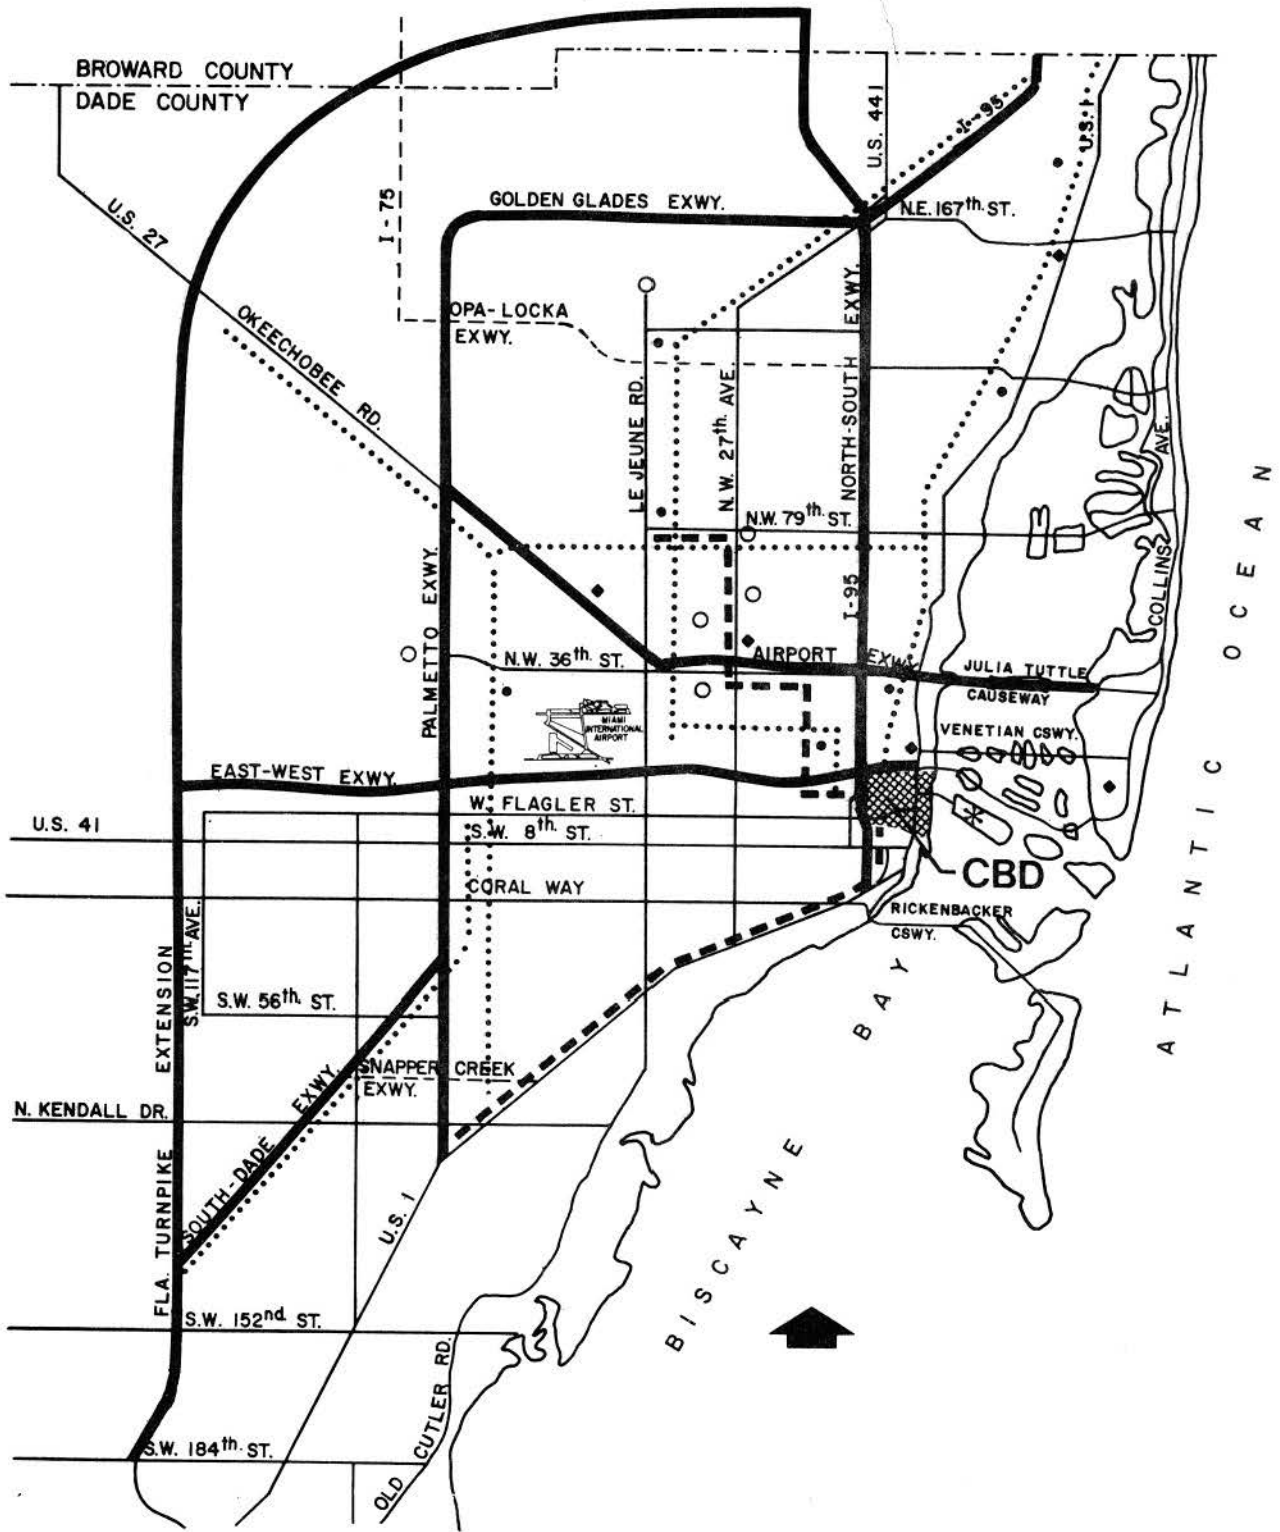 BROWARD COUNTY
DADE COUNTY
U.S. 441
I-95
U.S. 1
U.S. 27
I-75
GOLDEN GLADES EXWY.
N.E. 167th. ST.
OKEECHOBEE RD.
OPA-LOCKA
EXWY.
LE JEUNE RD.
N.W. 27th. AVE.
NORTH-SOUTH EXWY.
I-95
N.W. 79th. ST.
COLLINS AVE.
ATLANTIC OCEAN
PALMETTO EXWY.
N.W. 36th. ST.
AIRPORT EXWY.
JULIA TUTTLE
CAUSEWAY
MIAMI
INTERNATIONAL
AIRPORT
VENETIAN CSWY.
EAST-WEST EXWY.
W. FLAGLER ST.
U.S. 41
S.W. 8th. ST.
CBD
CORAL WAY
RICKENBACKER
CSWY.
FLA. TURNPIKE EXTENSION
S.W. 117th. AVE.
S.W. 56th. ST.
SNAPPER CREEK
EXWY.
N. KENDALL DR.
SOUTH-DADE EXWY.
U.S. 1
BISCAYNE BAY
S.W. 152nd. ST.
OLD CUTLER RD.
S.W. 184th. ST.